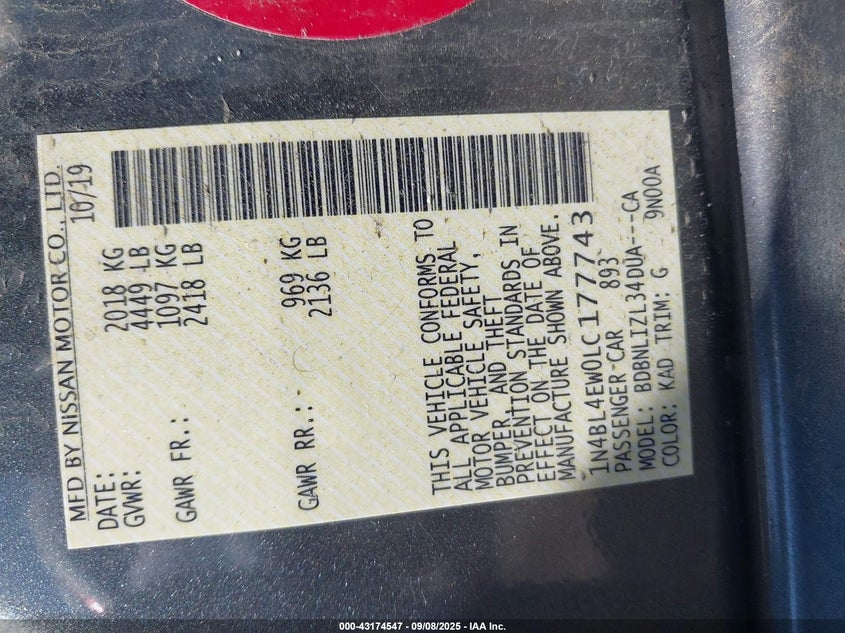 MFD BY NISSAN MOTOR CO., LTD.
DATE: 10/19
GVWR: 2018 KG
4449 LB
GAWR FR.: 1097 KG
2418 LB
GAWR RR.: 969 KG
2136 LB
THIS VEHICLE CONFORMS TO
ALL APPLICABLE FEDERAL
MOTOR VEHICLE SAFETY,
BUMPER AND THEFT
PREVENTION STANDARDS IN
EFFECT ON THE DATE OF
MANUFACTURE SHOWN ABOVE.
1N4BL4EW0LC177743
PASSENGER CAR 893
MODEL: BDBNLIZL34DUA---CA
COLOR: KAD TRIM: G 9N00A
000-43174547 - 09/08/2025 - IAA Inc.